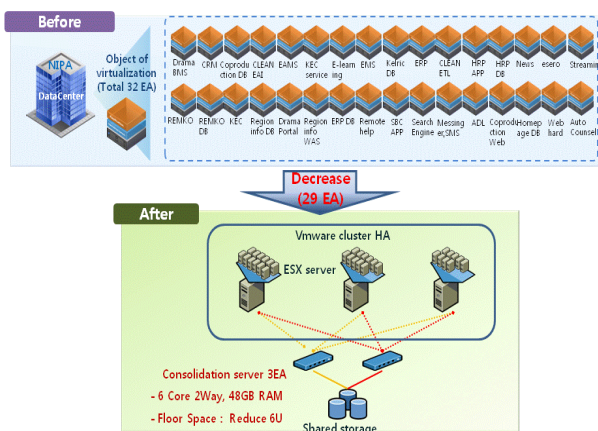 Before
NIPA
DataCenter
Object of
virtualization
(Total 32 EA)
Drama
BMS
CRM
Coprodu
ction DB
CLEAN
EAI
EAMS
KEC
service
E-learn
ing
EMS
Kelric
DB
ERP
CLEAN
ETL
HRP
APP
HRP
DB
News
esero
Streaming
REMKO
REMKO
DB
KEC
Region
info DB
Drama
Portal
Region
info
WAS
ERP DB
Remote
help
SBC
APP
Search
Engine
Messing
er,SMS
ADL
Coprodu
ction
Web
Homep
age DB
Web
hard
Auto
Counsell
Decrease
(29 EA)
After
Vmware cluster HA
ESX server
Consolidation server 3EA
- 6 Core 2Way, 48GB RAM
- Floor Space : Reduce 6U
Shared storage